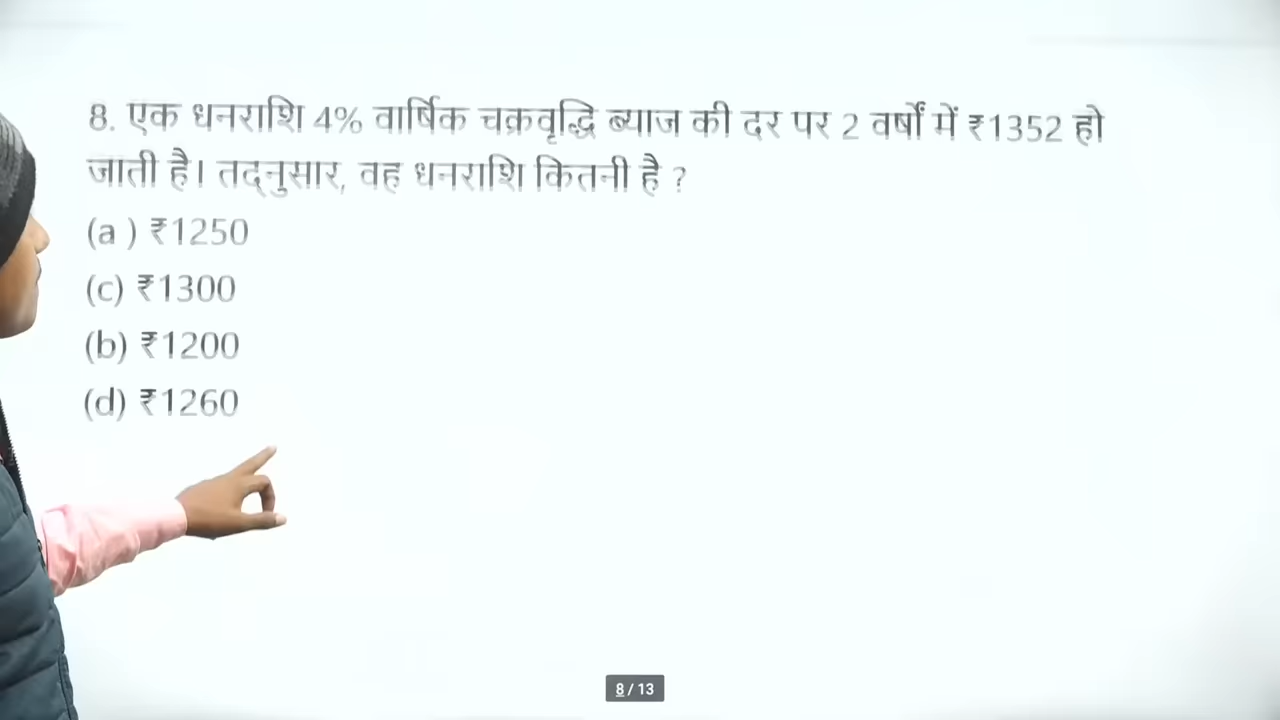 8. एक धनराशि 4% वार्षिक चक्रवृद्धि ब्याज की दर पर 2 वर्षों में ₹1352 हो
जाती है। तद्नुसार, वह धनराशि कितनी है ?
(a ) ₹1250
(c) ₹1300
(b) ₹1200
(d) ₹1260
8 / 13